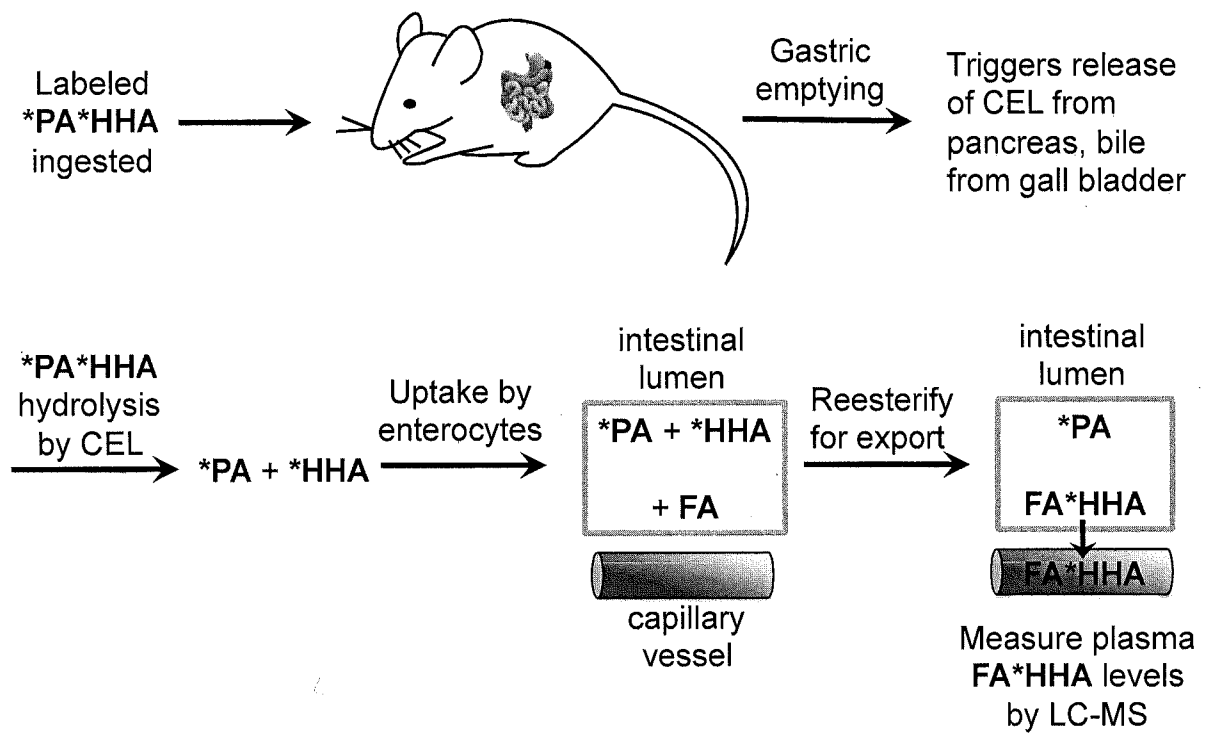 Labeled
*PA*HHA
ingested
Gastric
emptying
Triggers release
of CEL from
pancreas, bile
from gall bladder
*PA*HHA
hydrolysis
by CEL
*PA + *HHA
Uptake by
enterocytes
intestinal
lumen
*PA + *HHA
+ FA
capillary
vessel
Reesterify
for export
intestinal
lumen
*PA
FA*HHA
FA*HHA
Measure plasma
FA*HHA levels
by LC-MS